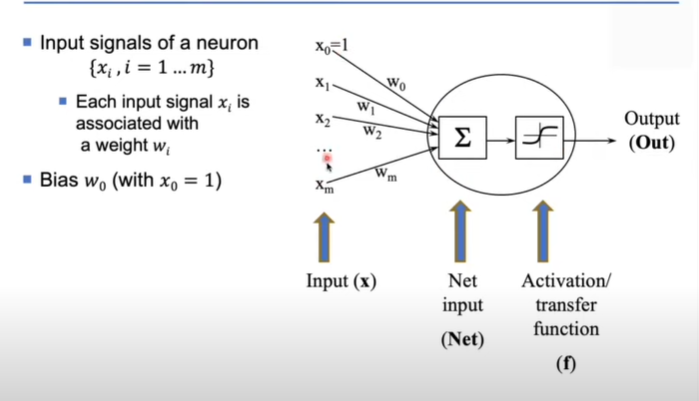 Input signals of a neuron
{xᵢ , i = 1 ... m}
Each input signal xᵢ is
associated with
a weight wᵢ
Bias w₀ (with x₀ = 1)
x₀=1
x₁
x₂
...
xₘ
w₀
w₁
w₂
wₘ
Σ
Output
(Out)
Input (x)
Net
input
(Net)
Activation/
transfer
function
(f)